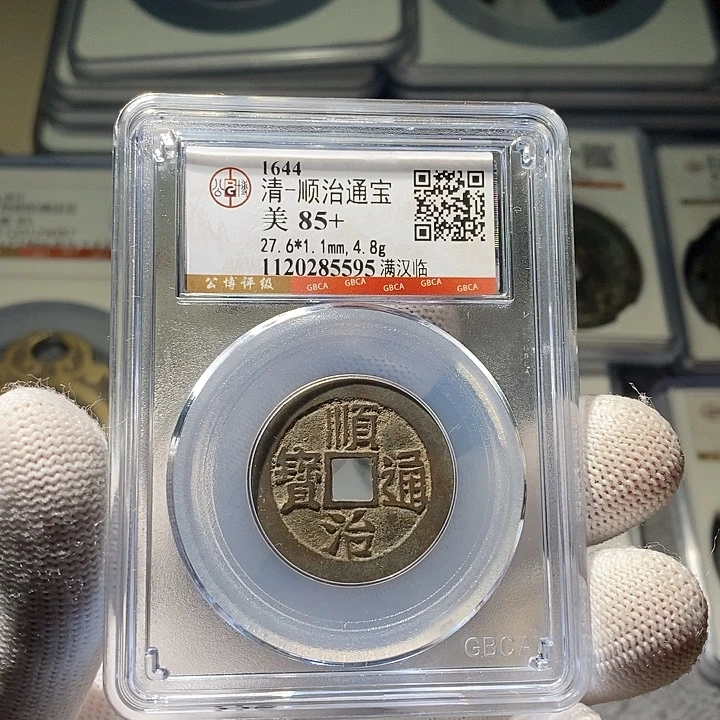 1644
清-顺治通宝
美 85+
27.6*1.1mm,4.8g
1120285595 满汉临
公博评级 GBCA GBCA GBCA GBCA GBCA
順
寶 通
治
GBCA